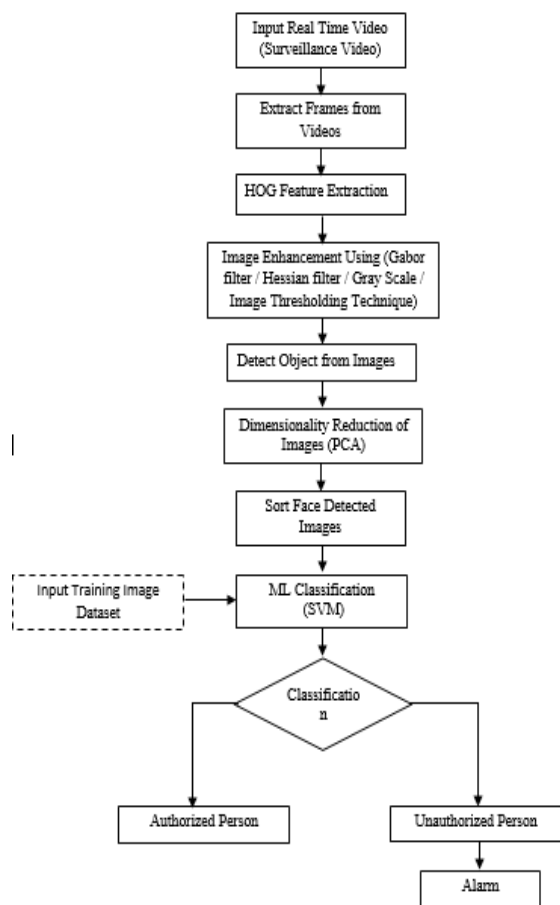 Input Real Time Video
(Surveillance Video)
Extract Frames from
Videos
HOG Feature Extraction
Image Enhancement Using (Gabor
filter / Hessian filter / Gray Scale /
Image Thresholding Technique)
Detect Object from Images
Dimensionality Reduction of
Images (PCA)
Sort Face Detected
Images
Input Training Image
Dataset
ML Classification
(SVM)
Classificatio
n
Authorized Person
Unauthorized Person
Alarm